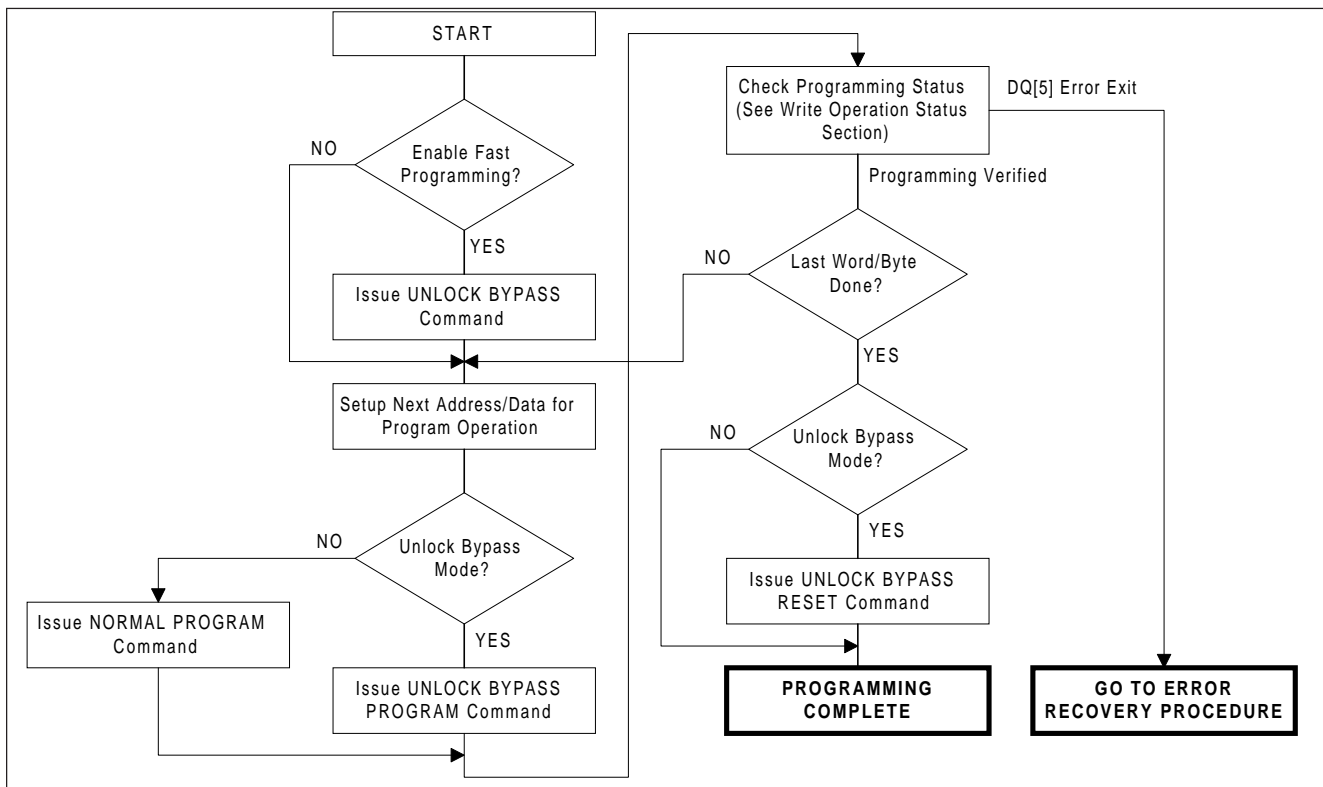 START
Enable Fast
Programming?
NO
YES
Issue UNLOCK BYPASS
Command
Setup Next Address/Data for
Program Operation
Unlock Bypass
Mode?
NO
YES
Issue NORMAL PROGRAM
Command
Issue UNLOCK BYPASS
PROGRAM Command
Check Programming Status
(See Write Operation Status
Section)
DQ[5] Error Exit
Programming Verified
Last Word/Byte
Done?
NO
YES
Unlock Bypass
Mode?
NO
YES
Issue UNLOCK BYPASS
RESET Command
PROGRAMMING
COMPLETE
GO TO ERROR
RECOVERY PROCEDURE